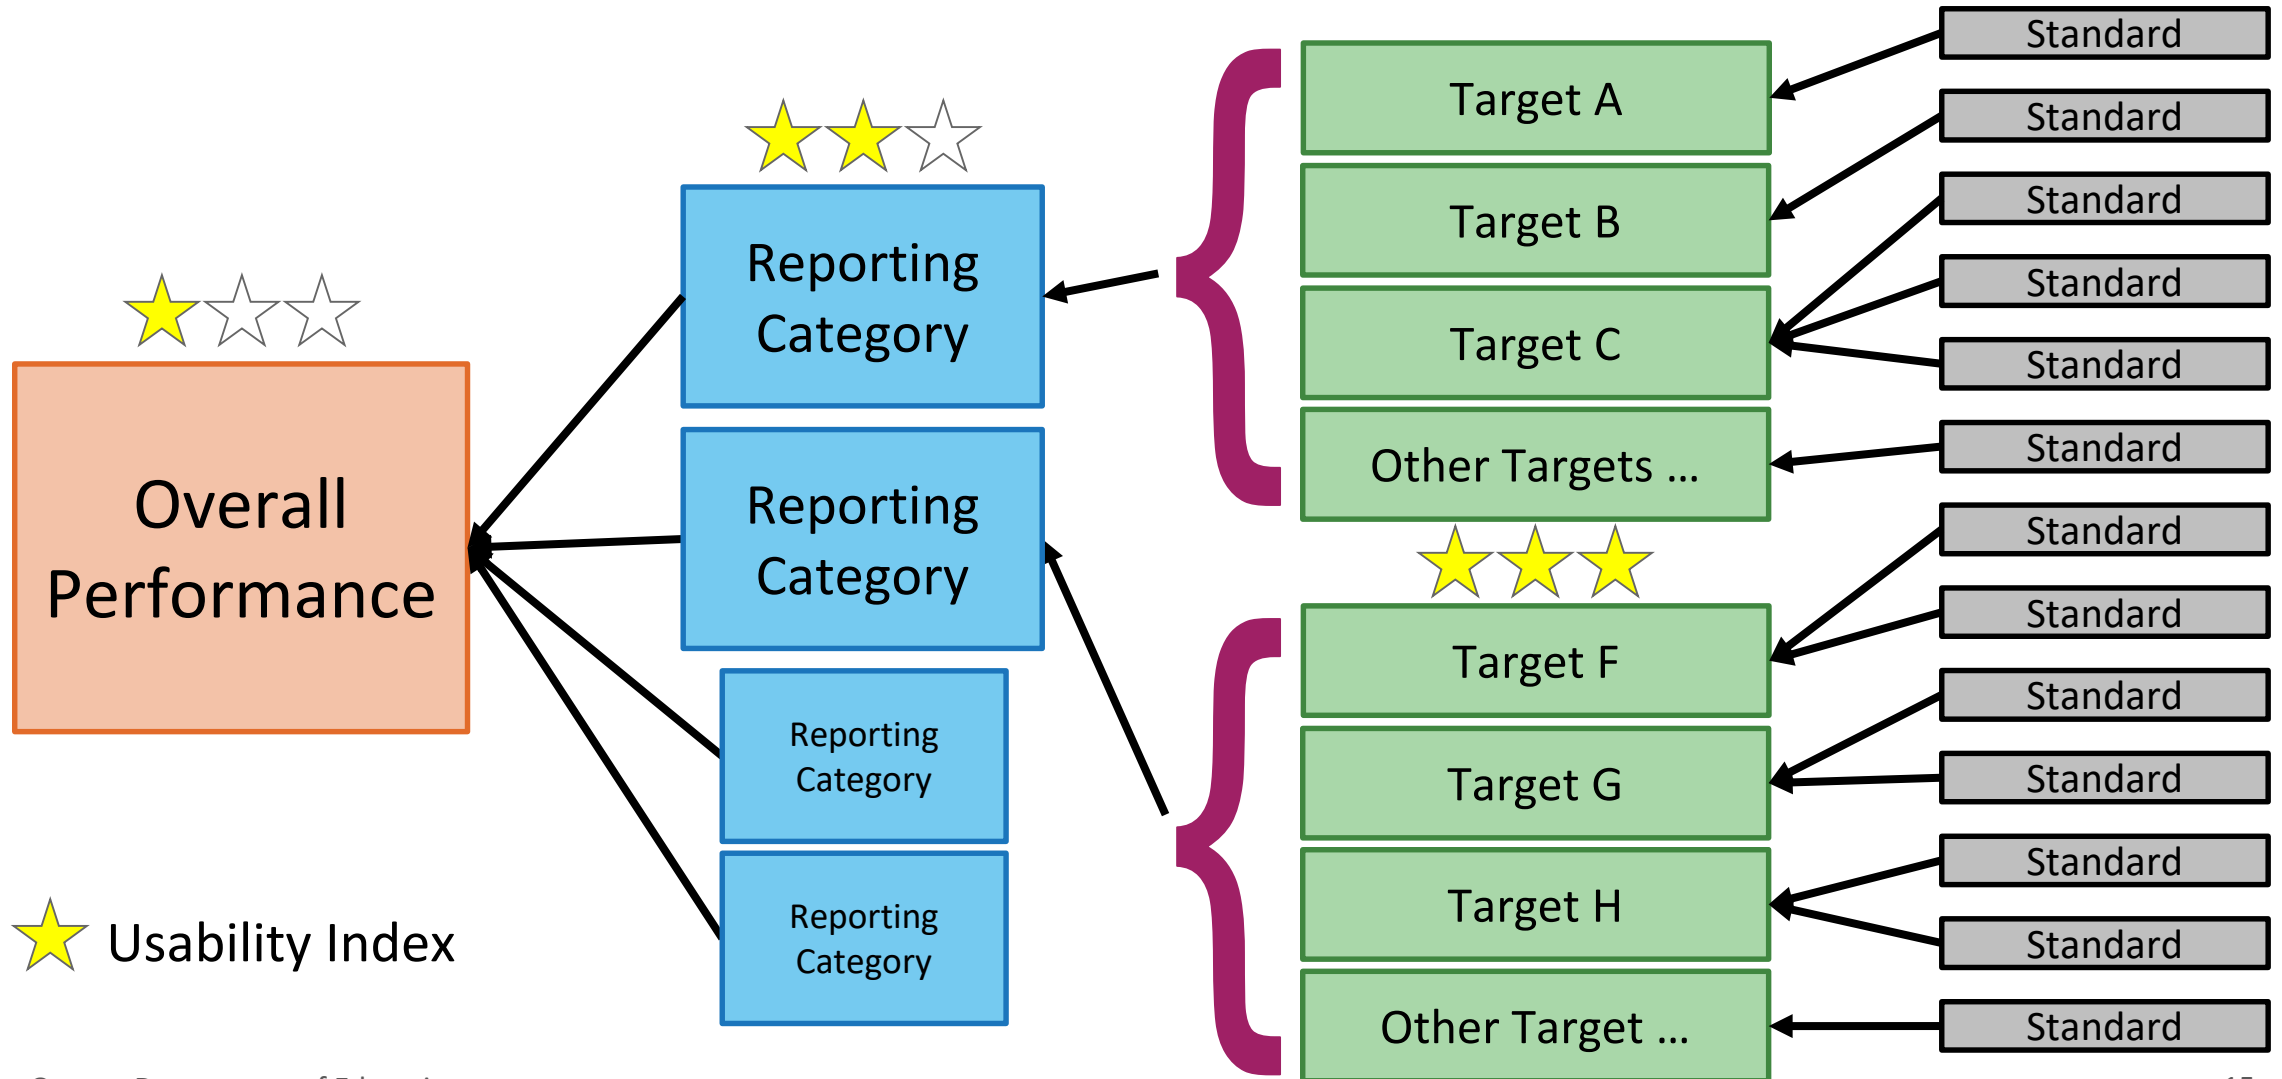 Overall
Performance
Usability Index
Reporting
Category
Reporting
Category
Reporting
Category
Reporting
Category
Target A
Target B
Target C
Other Targets ...
Target F
Target G
Target H
Other Target ...
Standard
Standard
Standard
Standard
Standard
Standard
Standard
Standard
Standard
Standard
Standard
Standard
Standard